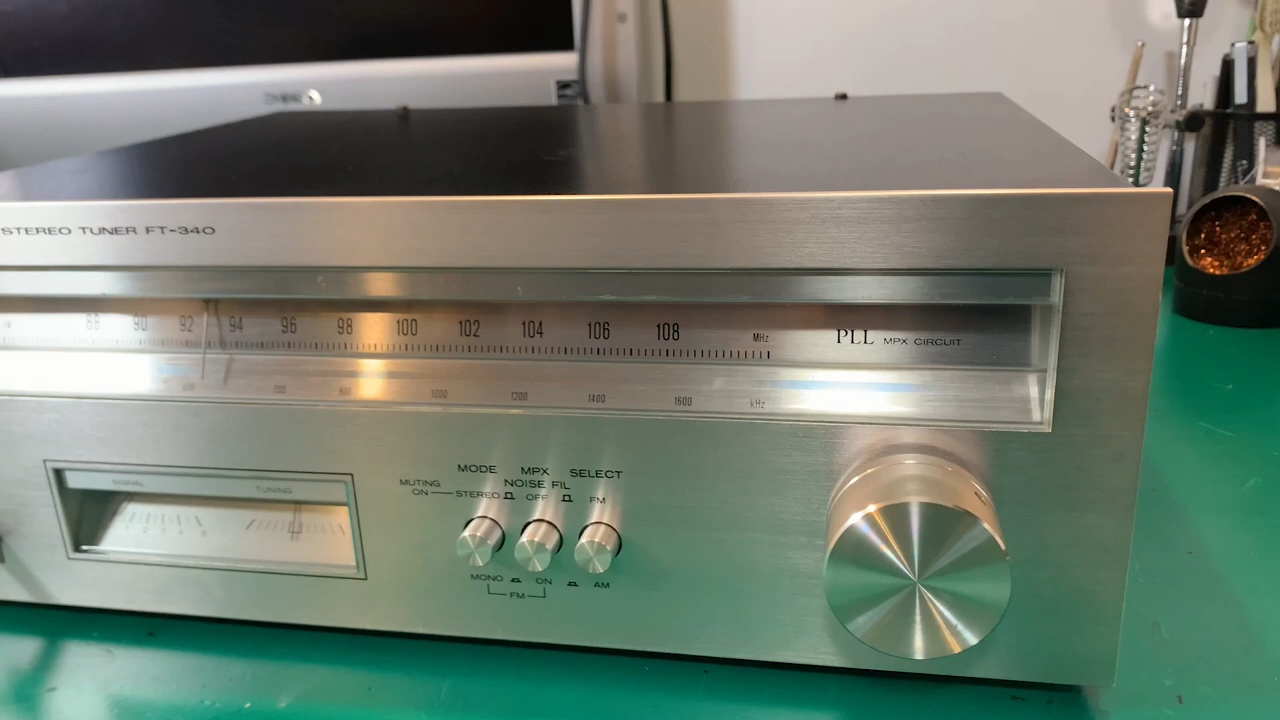 STEREO TUNER FT-340
88 90 92 94 96 98 100 102 104 106 108 MHz
PLL MPX CIRCUIT
700 1000 1200 1400 1600 kHz
SIGNAL TUNING
MODE MPX SELECT
NOISE FIL
MUTING
ON STEREO OFF FM
MONO ON AM
FM